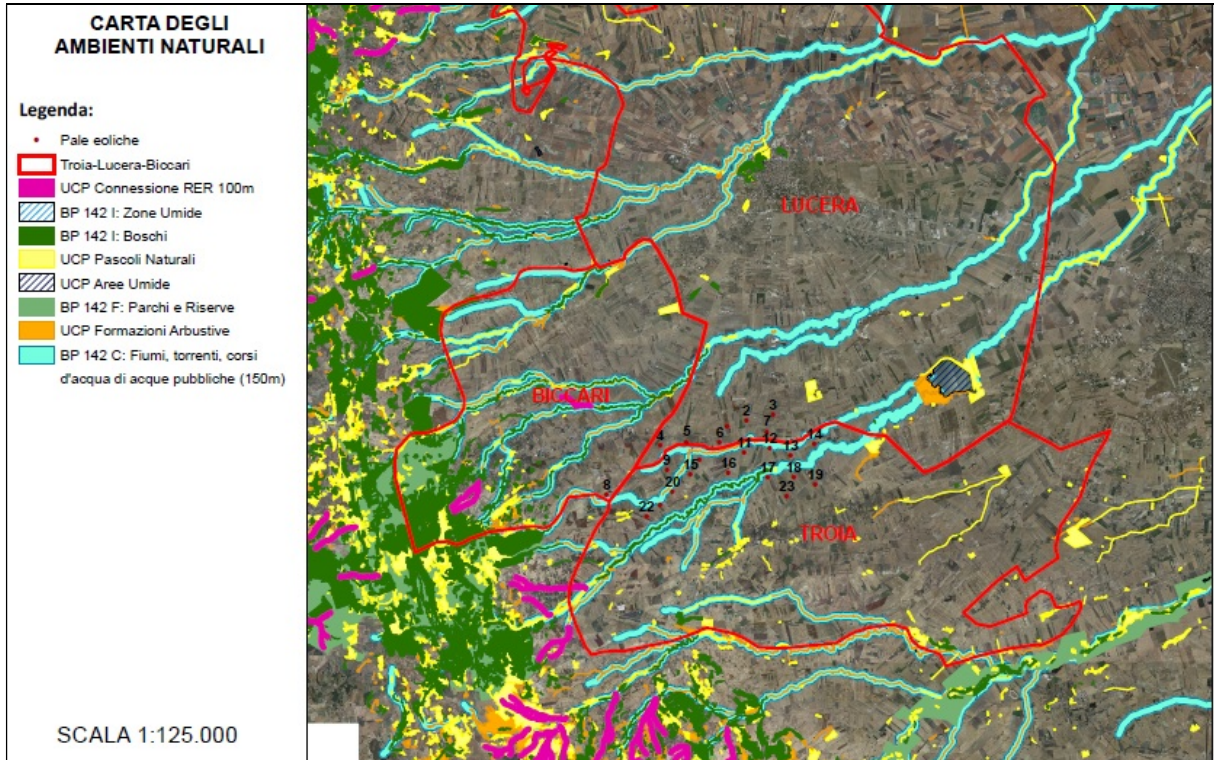 CARTA DEGLI
AMBIENTI NATURALI
Legenda:
Pale eoliche
Troia-Lucera-Biccari
UCP Connessione RER 100m
BP 142 I: Zone Umide
BP 142 I: Boschi
UCP Pascoli Naturali
UCP Aree Umide
BP 142 F: Parchi e Riserve
UCP Formazioni Arbustive
BP 142 C: Fiumi, torrenti, corsi
d'acqua di acque pubbliche (150m)
SCALA 1:125.000
LUCERA
BICCARI
3
2
7
6
5
4
14
12
11
13
9
15
16
17
18
19
20
23
8
22
TROIA